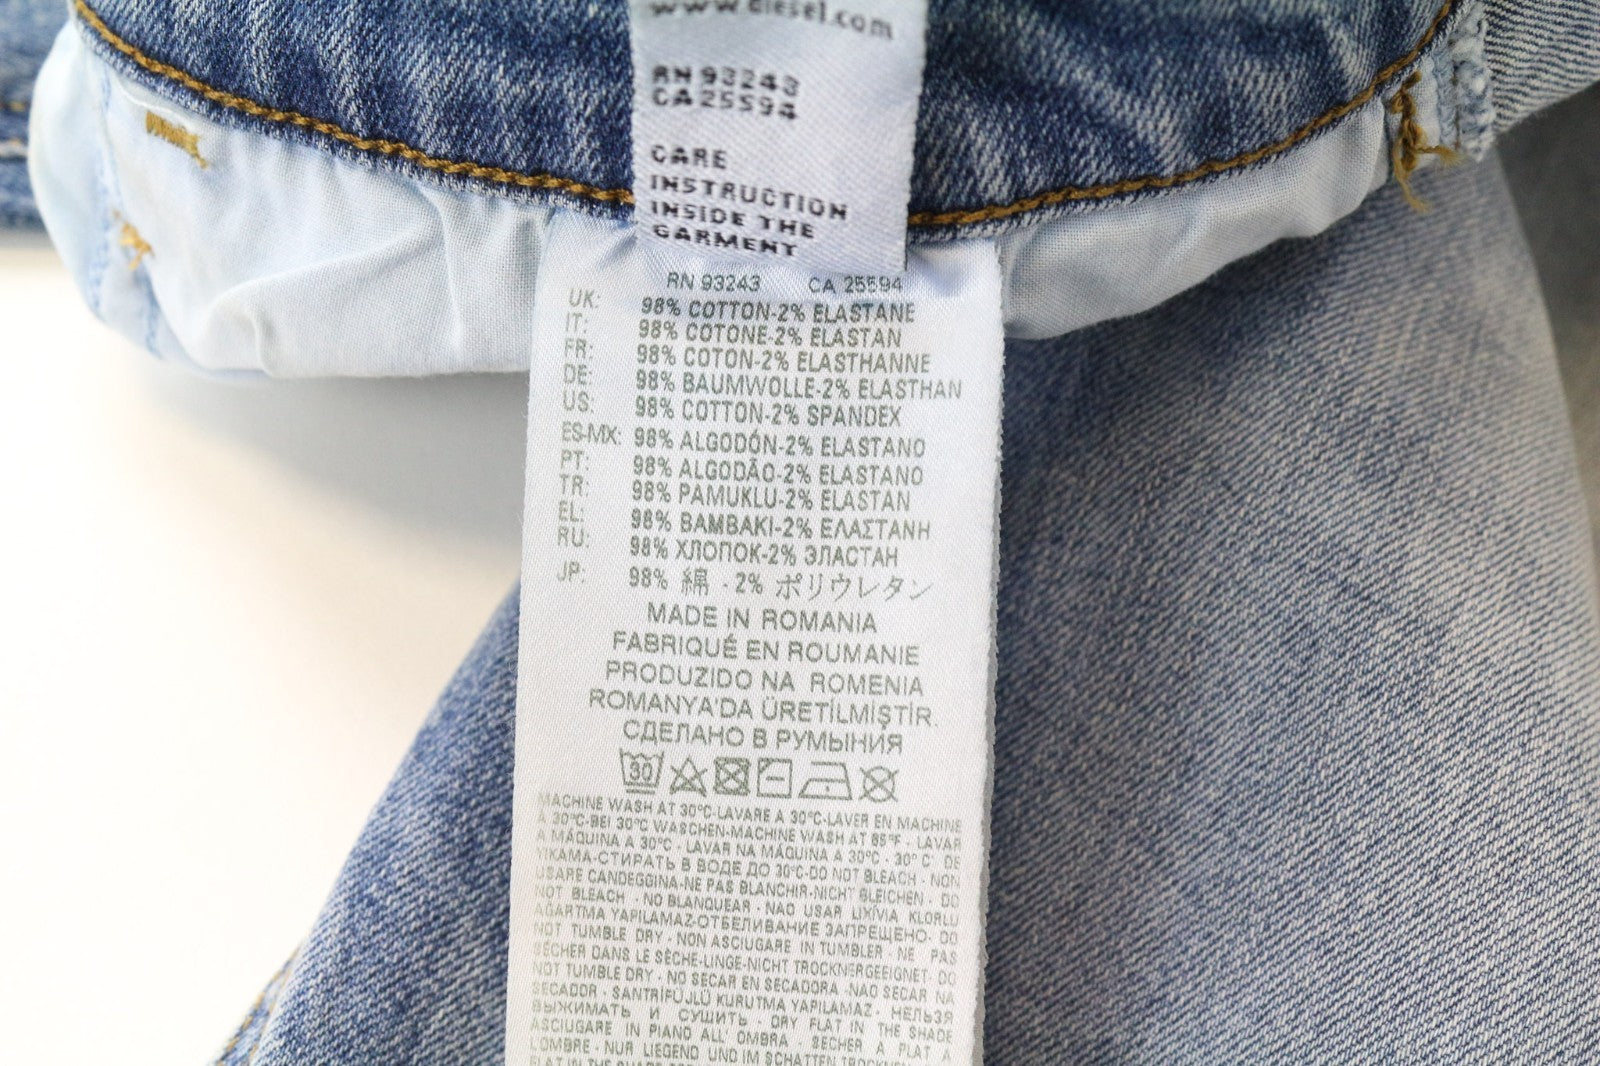 www.diesel.com
RN 93243
CA 25594
CARE
INSTRUCTION
INSIDE THE
GARMENT
RN 93243 CA 25594
UK: 98% COTTON-2% ELASTANE
IT: 98% COTONE-2% ELASTAN
FR: 98% COTON-2% ELASTHANNE
DE: 98% BAUMWOLLE-2% ELASTHAN
US: 98% COTTON-2% SPANDEX
ES-MX: 98% ALGODÓN-2% ELASTANO
PT: 98% ALGODÃO-2% ELASTANO
TR: 98% PAMUKLU-2% ELASTAN
EL: 98% ΒΑΜΒΑΚΙ-2% ΕΛΑΣΤΑΝΗ
RU: 98% ХЛОПОК-2% ЭЛАСТАН
JP: 98% 綿 - 2% ポリウレタン
MADE IN ROMANIA
FABRIQUÉ EN ROUMANIE
PRODUZIDO NA ROMENIA
ROMANYA'DA ÜRETİLMİŞTİR.
СДЕЛАНО В РУМЫНИЯ
30
MACHINE WASH AT 30°C-LAVARE A 30°C-LAVER EN MACHINE
A 30°C-BEI 30°C WASCHEN-MACHINE WASH AT 85°F - LAVAR
A MÁQUINA A 30°C - LAVAR NA MÁQUINA A 30°C - 30° C' DE
YIKAMA-СТИРАТЬ В ВОДЕ ДО 30°C-DO NOT BLEACH - NON
USARE CANDEGGINA-NE PAS BLANCHIR-NICHT BLEICHEN - DO
NOT BLEACH - NO BLANQUEAR - NAO USAR LIXÍVIA KLORLU
AĞARTMA YAPILAMAZ-ОТБЕЛИВАНИЕ ЗАПРЕЩЕНО- DO
NOT TUMBLE DRY - NON ASCIUGARE IN TUMBLER - NE PAS
SÉCHER DANS LE SÈCHE-LINGE-NICHT TROCKNERGEEIGNET- DO
NOT TUMBLE DRY - NO SECAR EN SECADORA -NAO SECAR NA
SECADOR - SANTRİFÜJLÜ KURUTMA YAPILAMAZ - НЕЛЬЗЯ
ВЫЖИМАТЬ И СУШИТЬ - DRY FLAT IN THE SHADE
ASCIUGARE IN PIANO ALL' OMBRA - SÉCHER À PLAT A
L'OMBRE - NUR LIEGEND UND IM SCHATTEN TROCKNEN
FLAT IN THE